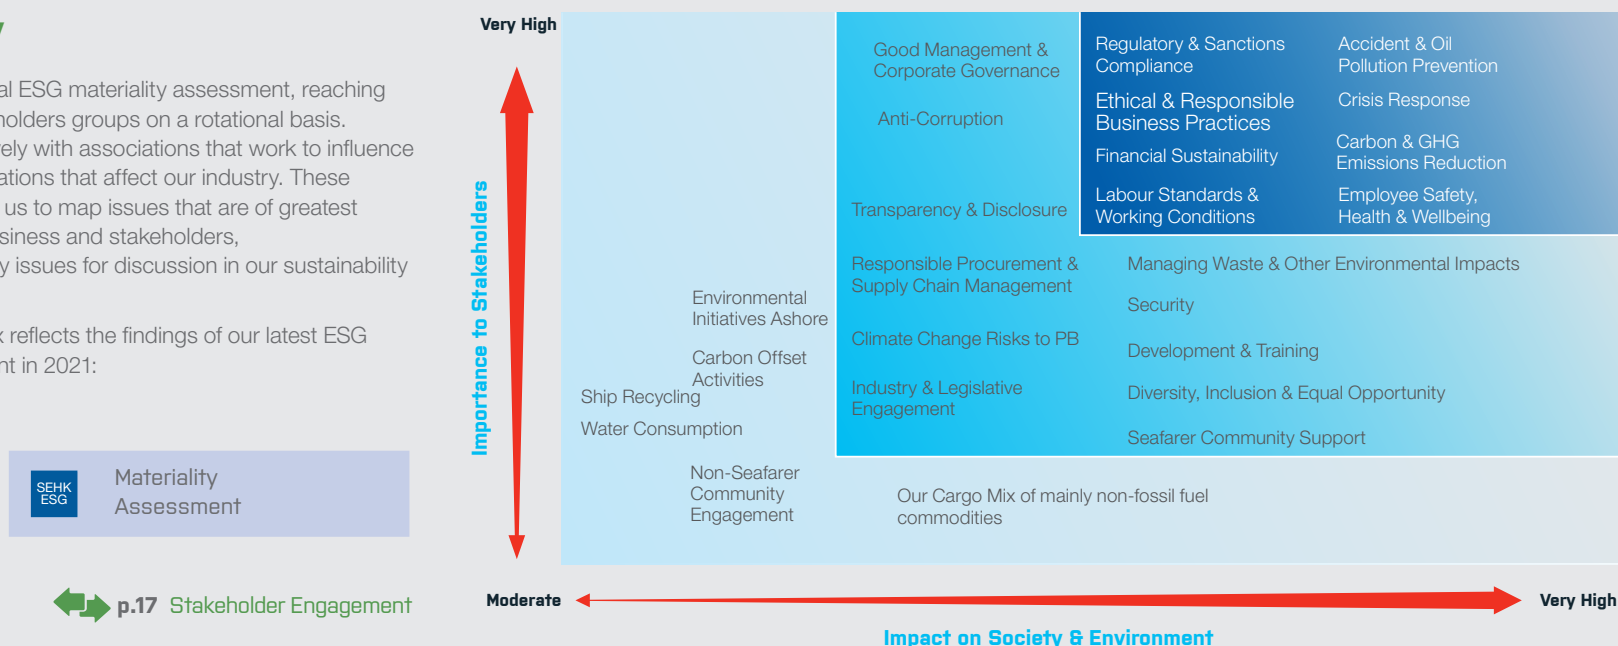 al ESG materiality assessment, reaching
holders groups on a rotational basis.
ely with associations that work to influence
ations that affect our industry. These
us to map issues that are of greatest
siness and stakeholders,
y issues for discussion in our sustainability
x reflects the findings of our latest ESG
nt in 2021:
SEHK
ESG
Materiality
Assessment
p.17 Stakeholder Engagement
Very High
Importance to Stakeholders
Moderate
Good Management &
Corporate Governance
Anti-Corruption
Transparency & Disclosure
Responsible Procurement &
Supply Chain Management
Climate Change Risks to PB
Industry & Legislative
Engagement
Regulatory & Sanctions
Compliance
Ethical & Responsible
Business Practices
Financial Sustainability
Labour Standards &
Working Conditions
Accident & Oil
Pollution Prevention
Crisis Response
Carbon & GHG
Emissions Reduction
Employee Safety,
Health & Wellbeing
Managing Waste & Other Environmental Impacts
Security
Development & Training
Diversity, Inclusion & Equal Opportunity
Seafarer Community Support
Environmental
Initiatives Ashore
Carbon Offset
Activities
Ship Recycling
Water Consumption
Non-Seafarer
Community
Engagement
Our Cargo Mix of mainly non-fossil fuel
commodities
Very High
Impact on Society & Environment